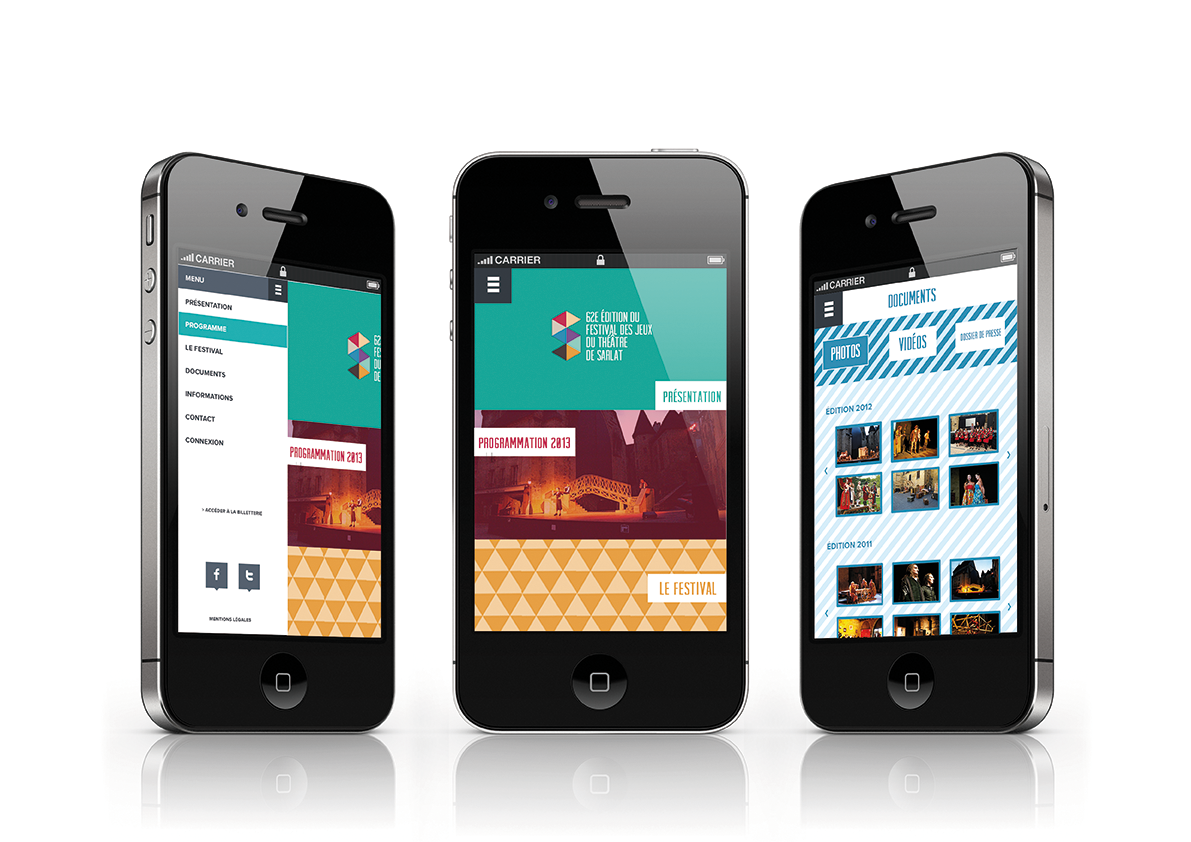 CARRIER
MENU
PRÉSENTATION
PROGRAMME
LE FESTIVAL
DOCUMENTS
INFORMATIONS
CONTACT
CONNEXION
> ACCÉDER À LA BILLETTERIE
f t
MENTIONS LÉGALES
62E
FES
DU
DE
PROGRAMMATION 2013
CARRIER
62E ÉDITION DU
FESTIVAL DES JEUX
DU THÉÂTRE
DE SARLAT
PRÉSENTATION
PROGRAMMATION 2013
LE FESTIVAL
CARRIER
DOCUMENTS
PHOTOS
VIDÉOS
DOSSIER DE PRESSE
ÉDITION 2012
ÉDITION 2011